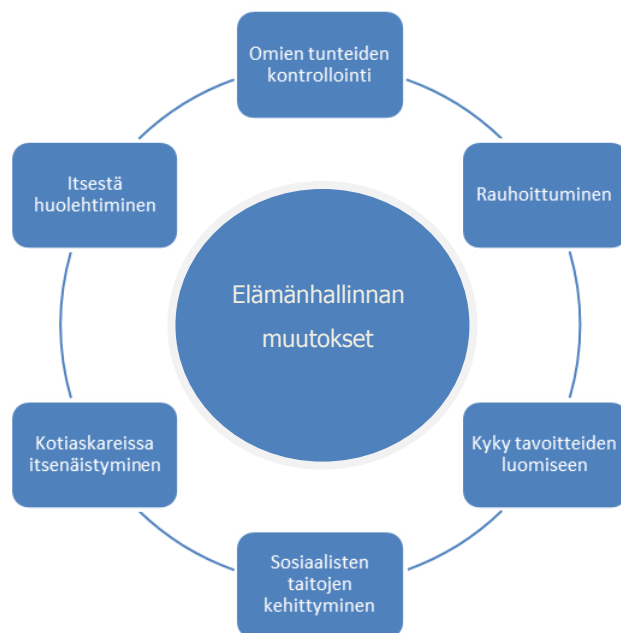 Omien tunteiden
kontrollointi
Itsestä
huolehtiminen
Rauhoittuminen
Elämänhallinnan
muutokset
Kotiaskareissa
itsenäistyminen
Kyky tavoitteiden
luomiseen
Sosiaalisten
taitojen
kehittyminen